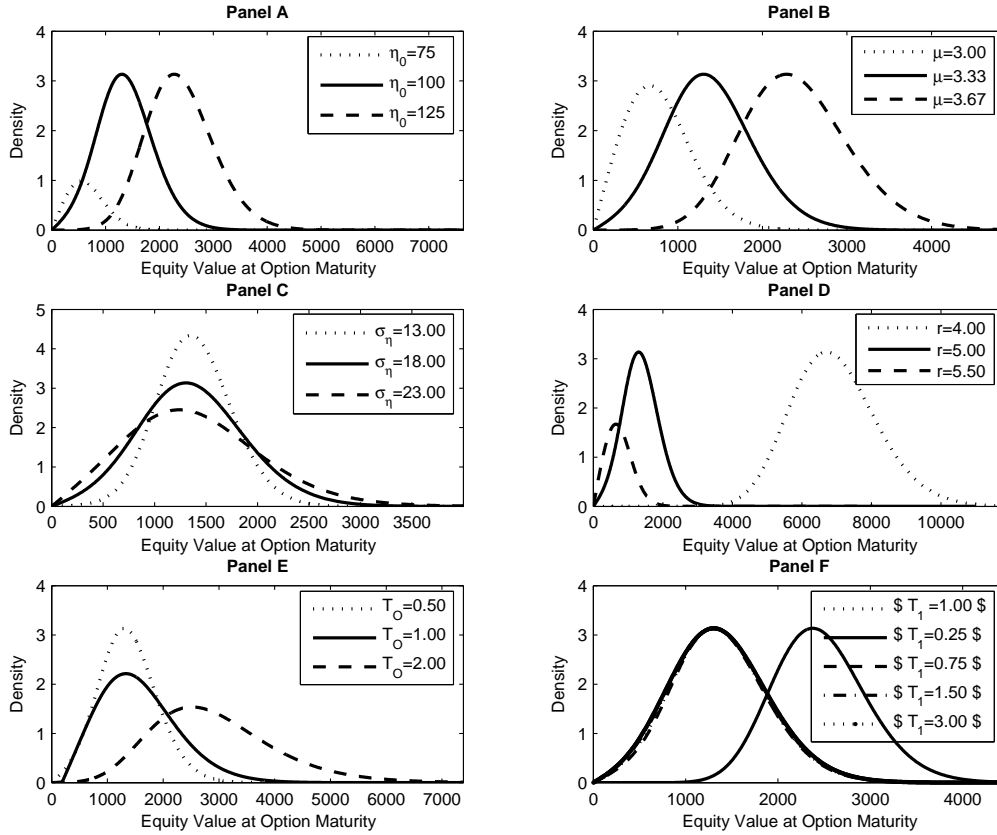 Panel A
4
3
2
1
0
Density
η0=75
η0=100
η0=125
0 1000 2000 3000 4000 5000 6000 7000
Equity Value at Option Maturity
Panel B
4
3
2
1
0
Density
μ=3.00
μ=3.33
μ=3.67
0 1000 2000 3000 4000
Equity Value at Option Maturity
Panel C
5
4
3
2
1
0
Density
ση=13.00
ση=18.00
ση=23.00
0 500 1000 1500 2000 2500 3000 3500
Equity Value at Option Maturity
Panel D
4
3
2
1
0
Density
r=4.00
r=5.00
r=5.50
0 2000 4000 6000 8000 10000
Equity Value at Option Maturity
Panel E
4
3
2
1
0
Density
TO=0.50
TO=1.00
TO=2.00
0 1000 2000 3000 4000 5000 6000 7000
Equity Value at Option Maturity
Panel F
4
3
2
1
0
Density
$ T1=1.00 $
$ T1=0.25 $
$ T1=0.75 $
$ T1=1.50 $
$ T1=3.00 $
0 1000 2000 3000 4000
Equity Value at Option Maturity